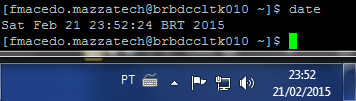 [fmacedo.mazzatech@brbdccltk010 ~]$ date
Sat Feb 21 23:52:24 BRT 2015
[fmacedo.mazzatech@brbdccltk010 ~]$
PT
23:52
21/02/2015